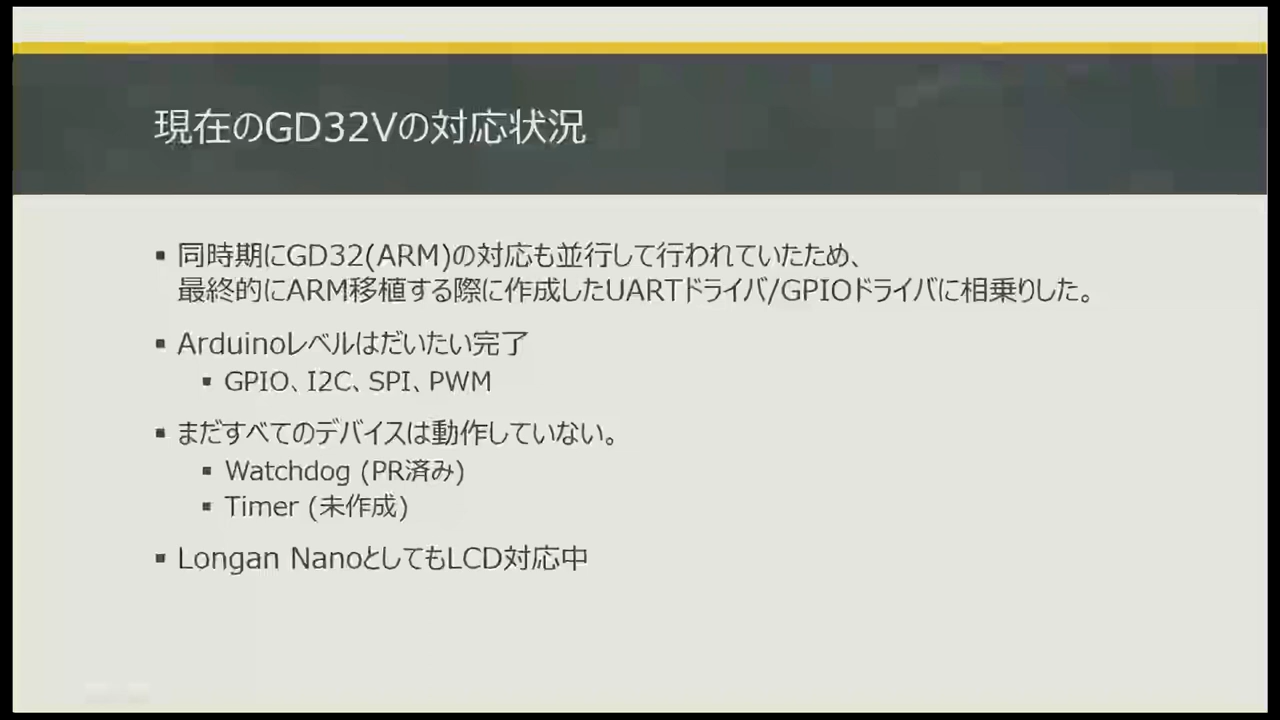 現在のGD32Vの対応状況
▪ 同時期にGD32(ARM)の対応も並行して行われていたため、
最終的にARM移植する際に作成したUARTドライバ/GPIOドライバに相乗りした。
▪ Arduinoレベルはだいたい完了
▪ GPIO、I2C、SPI、PWM
▪ まだすべてのデバイスは動作していない。
▪ Watchdog (PR済み)
▪ Timer (未作成)
▪ Longan NanoとしてもLCD対応中